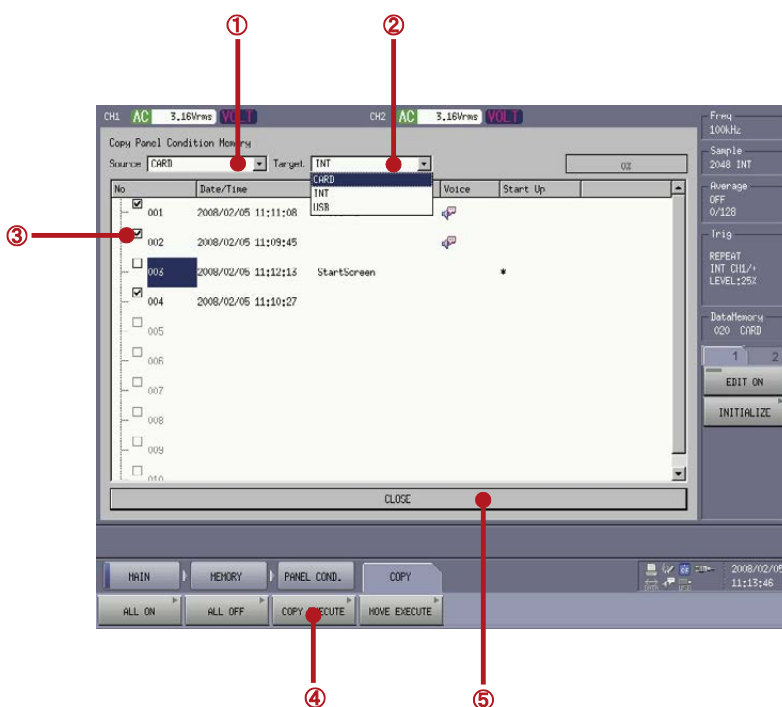 ① ②
CH1 AC 3.16Vrms VOLT CH2 AC 3.16Vrms VOLT
Copy Panel Condition Memory
Source CARD Target INT 0%
CARD
INT
USB
No Date/Time Voice Start Up
001 2008/02/05 11:11:08
③
002 2008/02/05 11:09:45
003 2008/02/05 11:12:13 StartScreen *
004 2008/02/05 11:10:27
005
006
007
008
009
010
CLOSE
Freq
100kHz
Sample
2048 INT
Average
OFF
0/128
Trig
REPEAT
INT CH1/+
LEVEL:25%
DataMemory
020 CARD
1 2
EDIT ON
INITIALIZE
MAIN MEMORY PANEL COND. COPY
2008/02/05
11:13:46
ALL ON ALL OFF COPY EXECUTE MOVE EXECUTE
④ ⑤